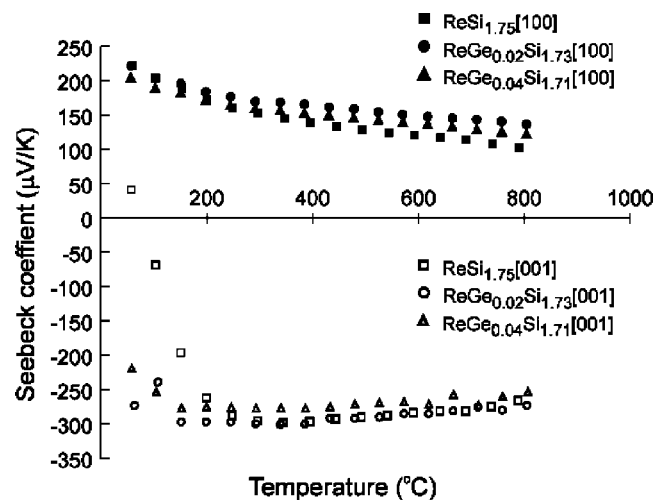 ReSi1.75[100]
ReGe0.02Si1.73[100]
ReGe0.04Si1.71[100]
250
200
150
100
50
0
-50
-100
-150
-200
-250
-300
-350
200
400
600
800
1000
ReSi1.75[001]
ReGe0.02Si1.73[001]
ReGe0.04Si1.71[001]
Seebeck coeffient (µV/K)
Temperature (°C)